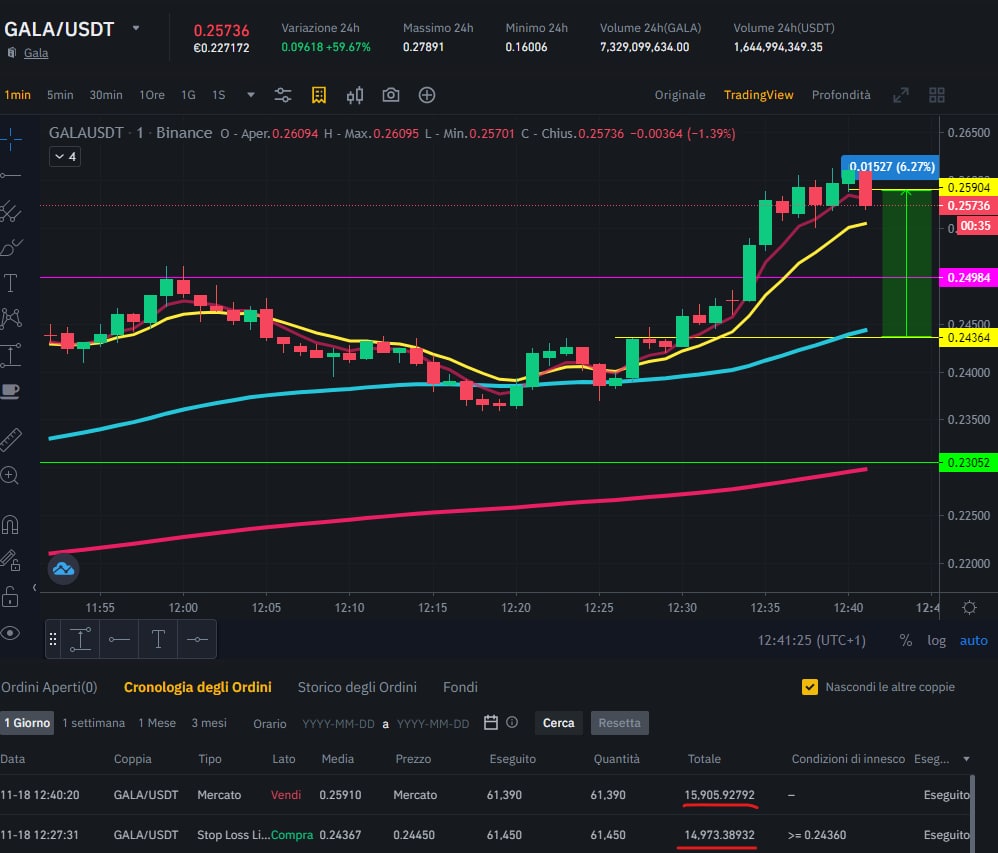 GALA/USDT
0.25736
€0.227172
Gala
Variazione 24h
0.09618 +59.67%
Massimo 24h
0.27891
Minimo 24h
0.16006
Volume 24h(GALA)
7,329,099,634.00
Volume 24h(USDT)
1,644,994,349.35
1min 5min 30min 1Ore 1G 1S
Originale TradingView Profondità
GALAUSDT · 1 · Binance O - Aper.0.26094 H - Max.0.26095 L - Min.0.25701 C - Chius.0.25736 −0.00364 (−1.39%)
4
0.01527 (6.27%)
0.26500
0.25904
0.25736
00:35
0.24984
0.24500
0.24364
0.24000
0.23500
0.23052
0.22500
0.22000
11:55 12:00 12:05 12:10 12:15 12:20 12:25 12:30 12:35 12:40 12:4
T
12:41:25 (UTC+1) % log auto
Ordini Aperti(0) Cronologia degli Ordini Storico degli Ordini Fondi
Nascondi le altre coppie
1 Giorno 1 settimana 1 Mese 3 mesi Orario YYYY-MM-DD a YYYY-MM-DD Cerca Resetta
Data Coppia Tipo Lato Media Prezzo Eseguito Quantità Totale Condizioni di innesco Eseg...
11-18 12:40:20 GALA/USDT Mercato Vendi 0.25910 Mercato 61,390 61,390 15,905.92792 – Eseguito
11-18 12:27:31 GALA/USDT Stop Loss Li...Compra 0.24367 0.24450 61,450 61,450 14,973.38932 >= 0.24360 Eseguito